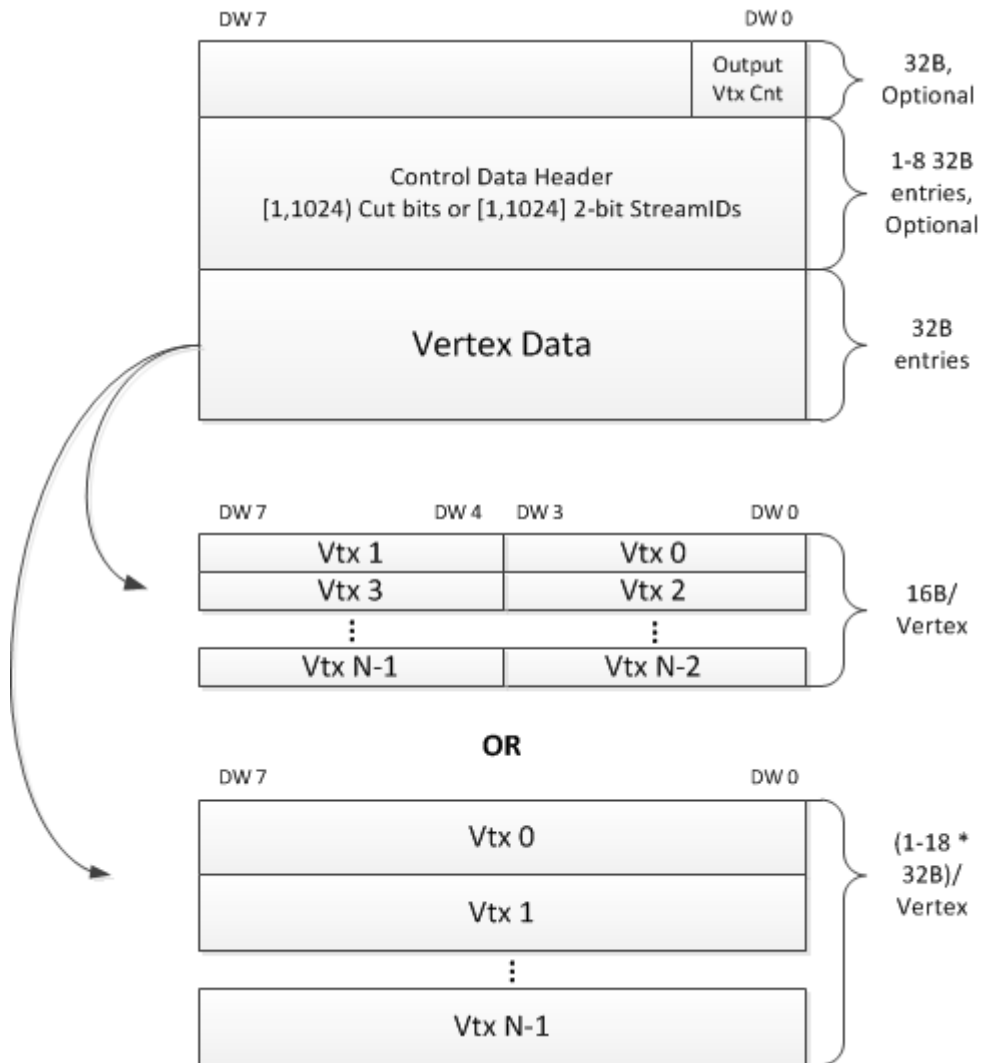 DW 7 DW 0
Output
Vtx Cnt
32B,
Optional
Control Data Header
[1,1024) Cut bits or [1,1024] 2-bit StreamIDs
1-8 32B
entries,
Optional
Vertex Data
32B
entries
DW 7 DW 4 DW 3 DW 0
Vtx 1 Vtx 0
Vtx 3 Vtx 2
Vtx N-1 Vtx N-2
16B/
Vertex
OR
DW 7 DW 0
Vtx 0
Vtx 1
Vtx N-1
(1-18 *
32B)/
Vertex